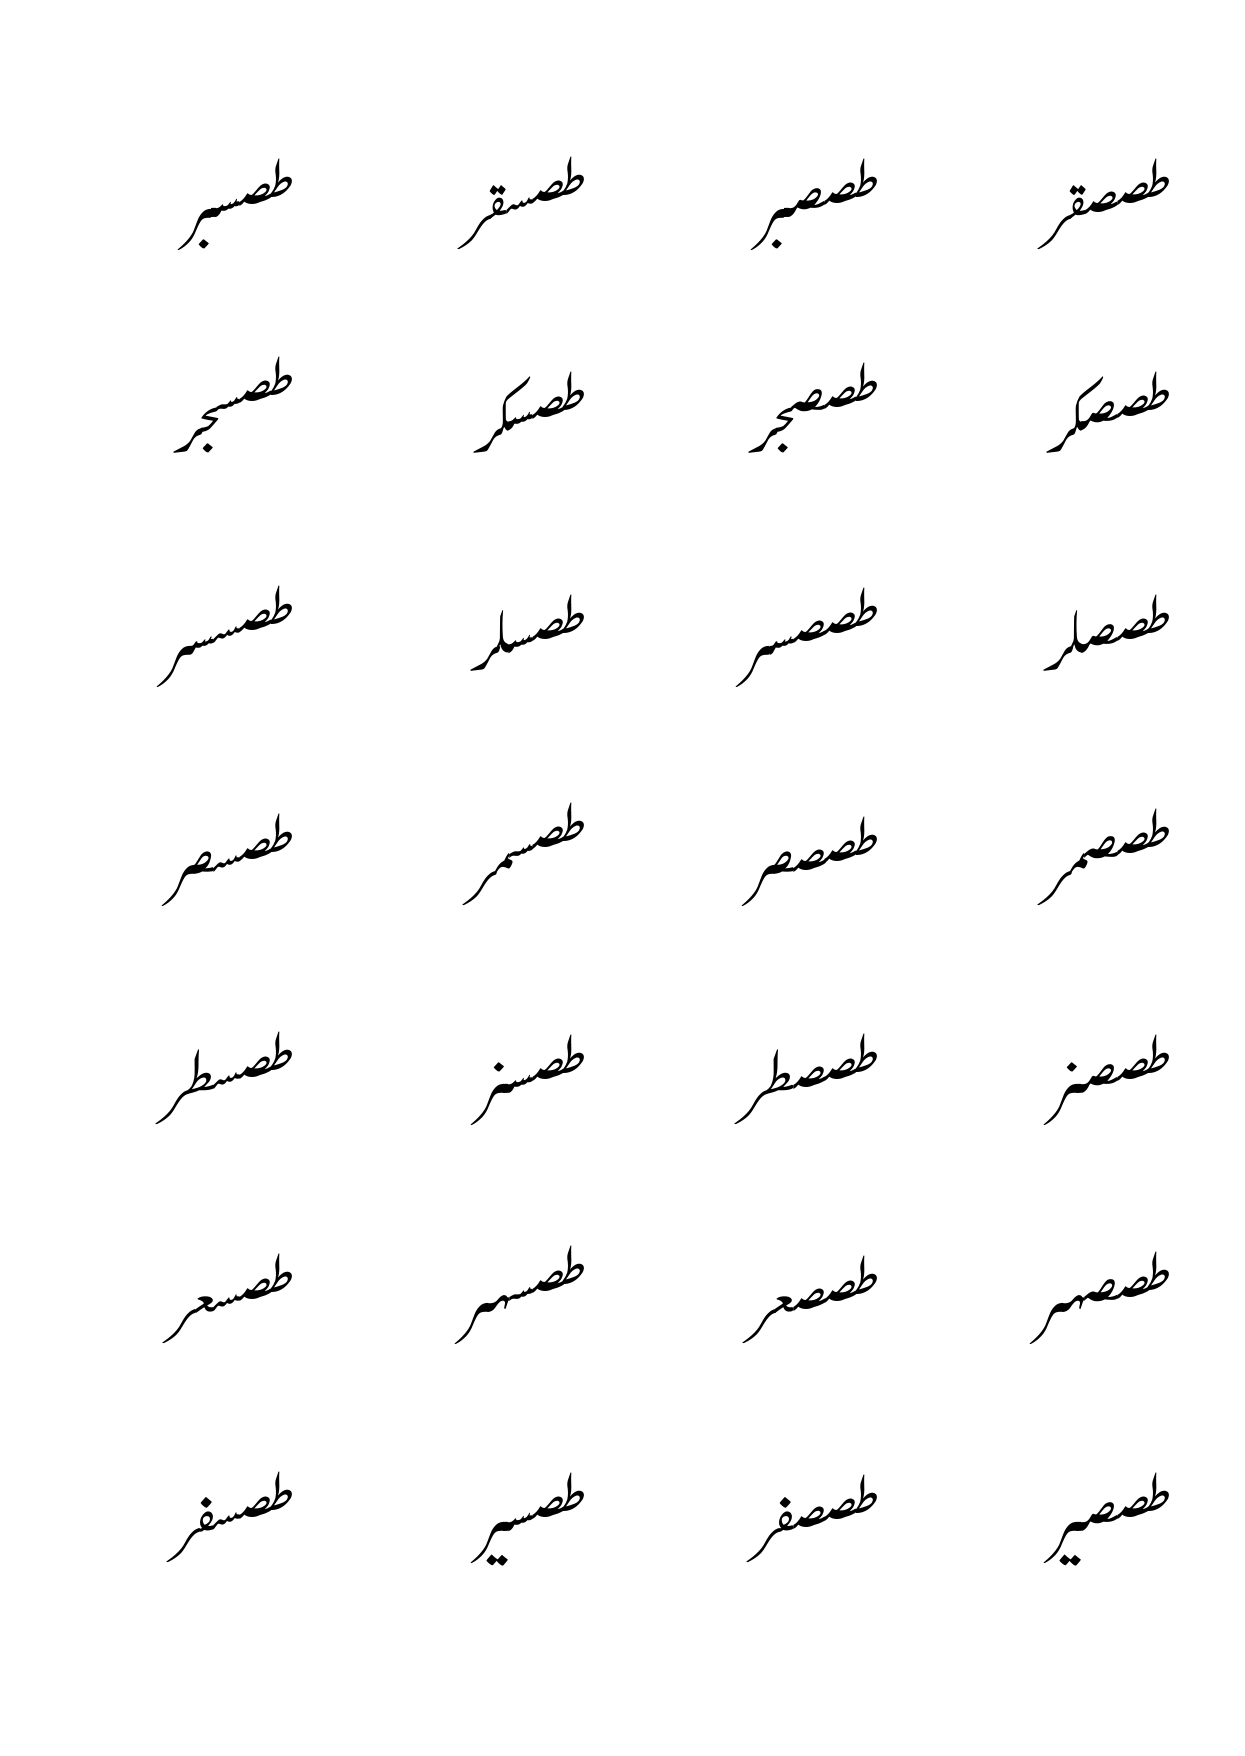 طصصقر طصصبر طصسقر طصسبر
طصصكر طصصجر طصسكر طصسجر
طصصلر طصصسر طصسلر طصسسر
طصصمر طصصصر طصسمر طصسصر
طصصنر طصصطر طصسنر طصسطر
طصصهر طصصعر طصسهر طصسعر
طصصير طصصفر طصسير طصسفر